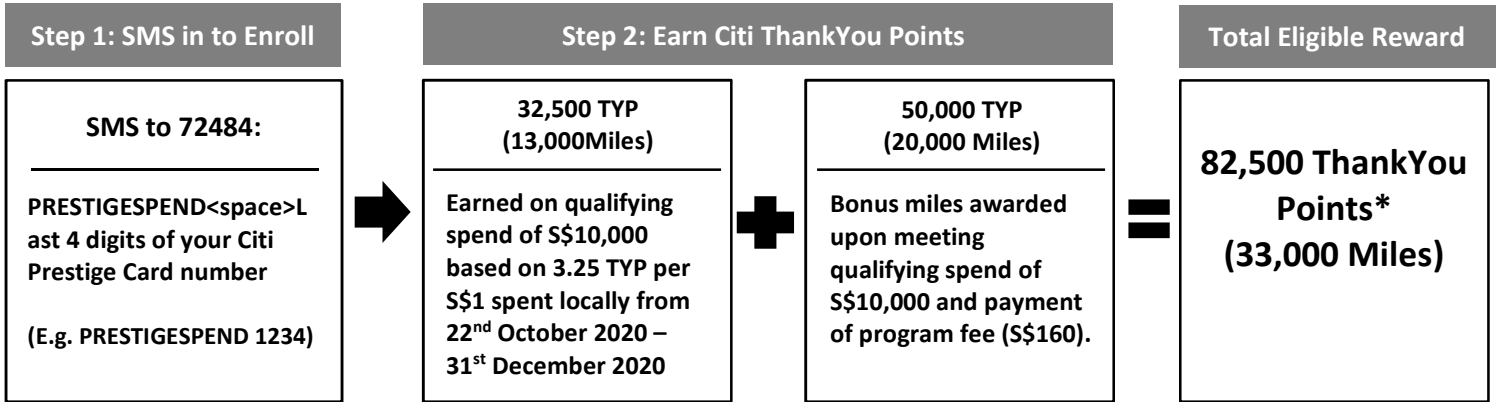 Step 1: SMS in to Enroll
SMS to 72484:
PRESTIGESPEND<space>L
ast 4 digits of your Citi
Prestige Card number
(E.g. PRESTIGESPEND 1234)
Step 2: Earn Citi ThankYou Points
32,500 TYP
(13,000Miles)
Earned on qualifying
spend of S$10,000
based on 3.25 TYP per
S$1 spent locally from
22nd October 2020 –
31st December 2020
50,000 TYP
(20,000 Miles)
Bonus miles awarded
upon meeting
qualifying spend of
S$10,000 and payment
of program fee (S$160).
Total Eligible Reward
82,500 ThankYou
Points*
(33,000 Miles)